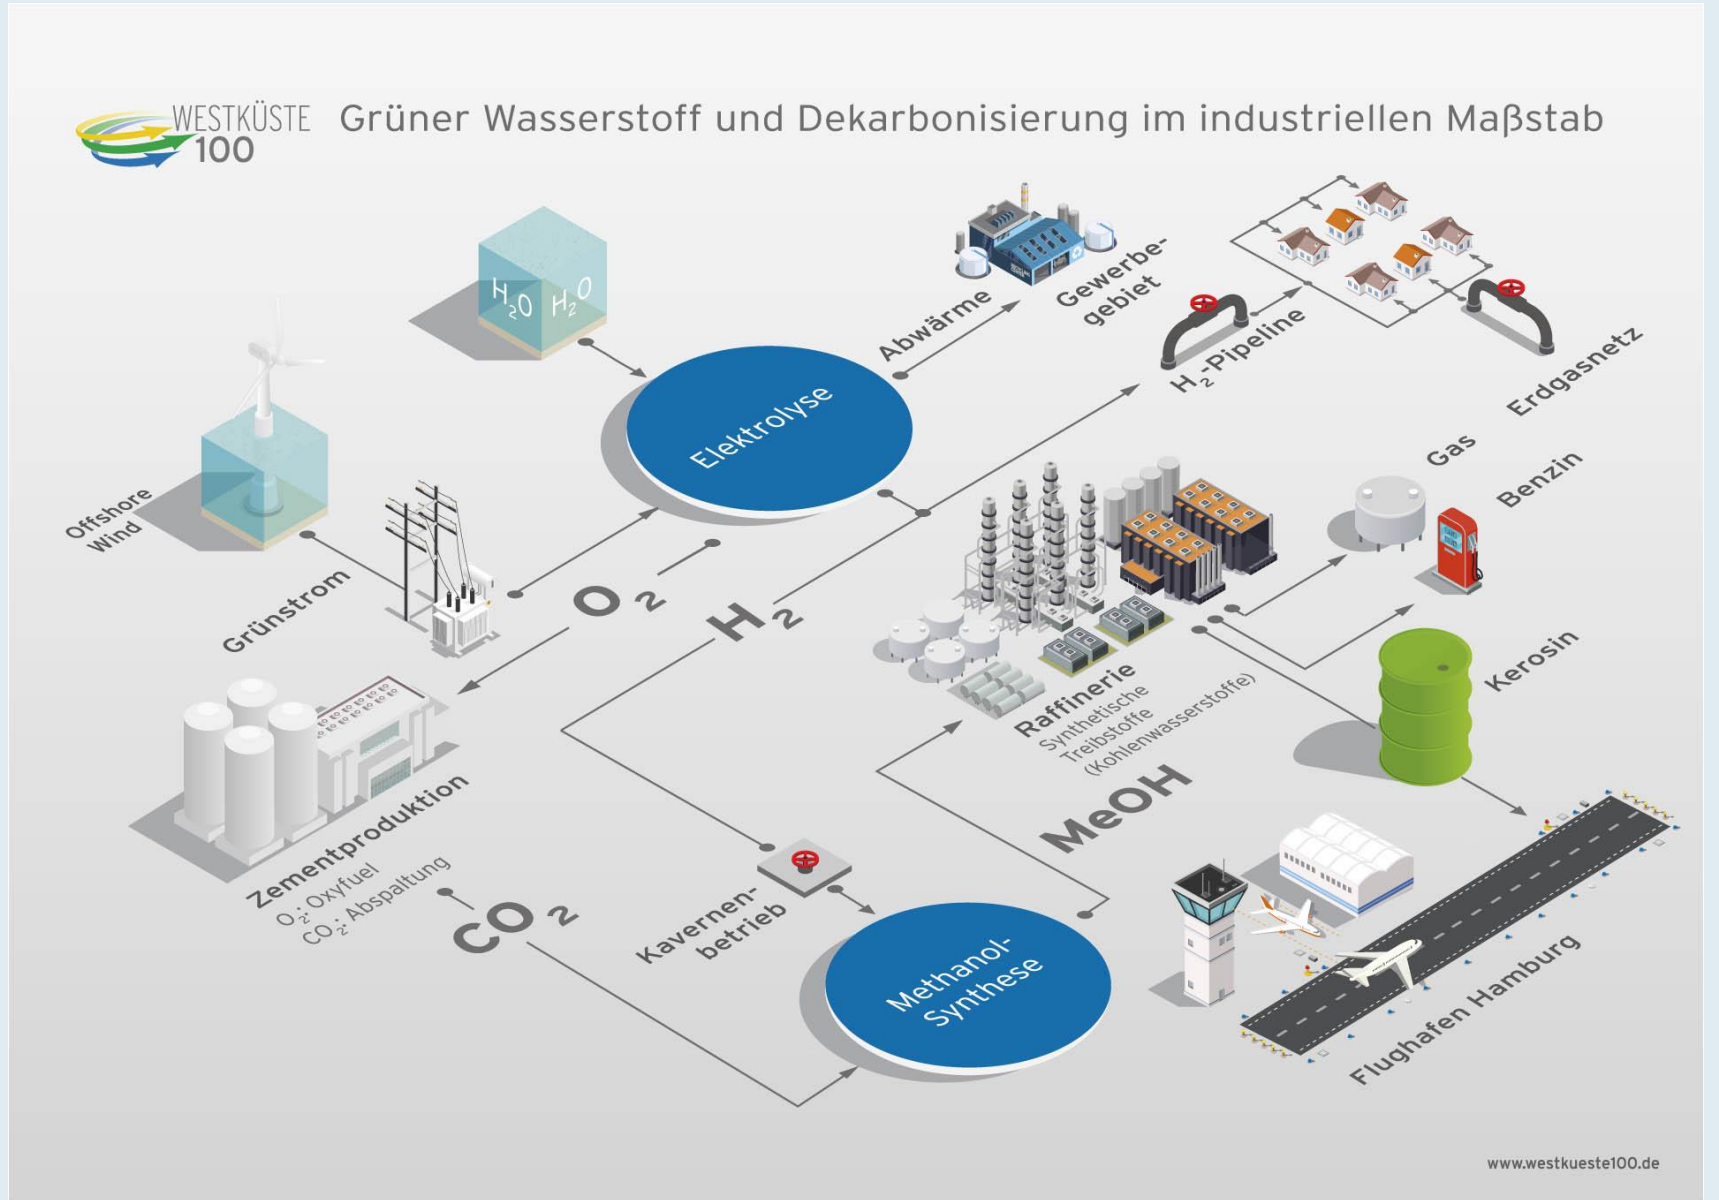 WESTKÜSTE
100
Grüner Wasserstoff und Dekarbonisierung im industriellen Maßstab
H₂O H₂O
Elektrolyse
Abwärme
Gewerbe-
gebiet
H₂-Pipeline
Erdgasnetz
Offshore
Wind
Grünstrom
O₂
H₂
Gas
Benzin
Kerosin
Raffinerie
Synthetische
Treibstoffe
(Kohlenwasserstoffe)
MeOH
Zementproduktion
O₂: Oxyfuel
CO₂: Abspaltung
CO₂
Kavernen-
betrieb
Methanol-
Synthese
Flughafen Hamburg
www.westkueste100.de